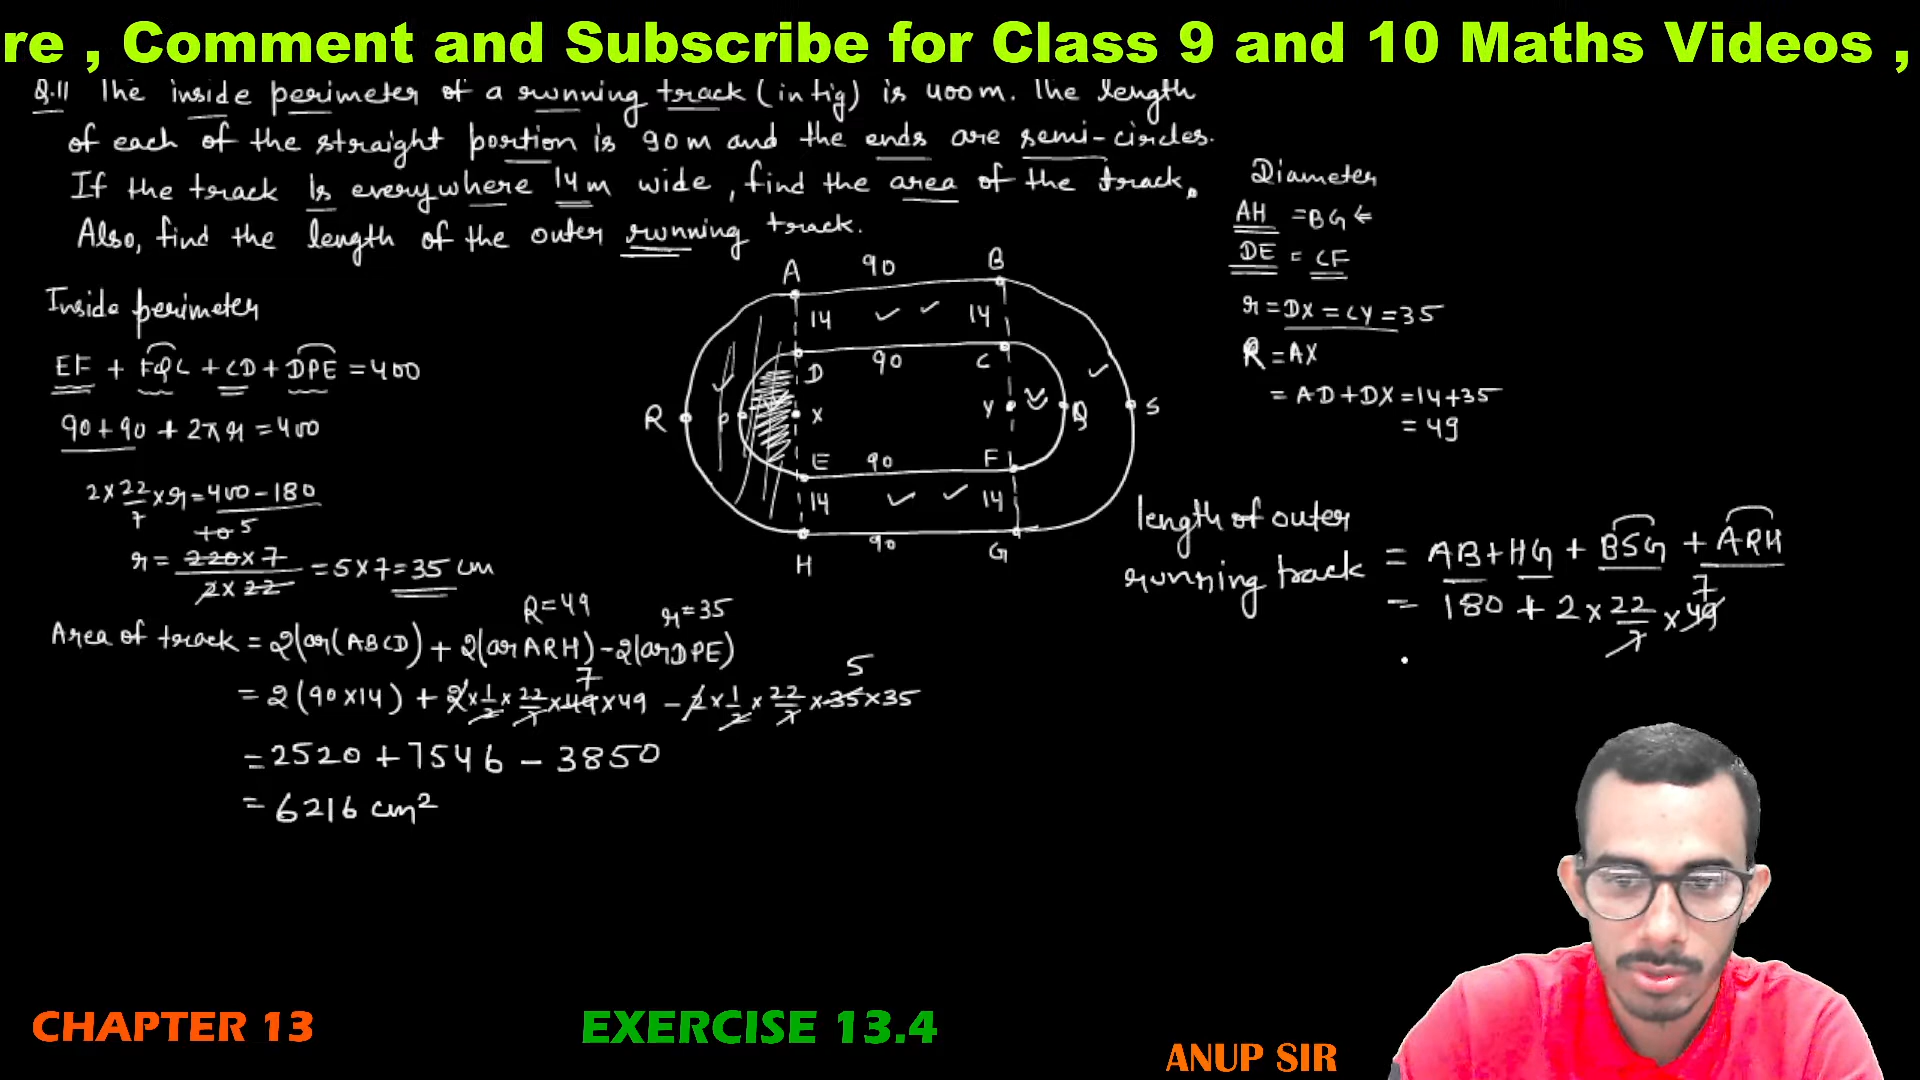 re , Comment and Subscribe for Class 9 and 10 Maths Videos ,
Q.11 The inside perimeter of a running track (in fig) is 400m. The length
of each of the straight portion is 90m and the ends are semi-circles.
If the track is everywhere 14m wide, find the area of the track.
Also, find the length of the outer running track.
Diameter
AH = BG ←
DE = CF
r = DX = CY = 35
R = AX
= AD + DX = 14 + 35
= 49
Inside perimeter
EF + FQC + CD + DPE = 400
90 + 90 + 2πr = 400
2 × 22/7 × r = 400 - 180
10 5
r = 220 × 7 / 2 × 22 = 5 × 7 = 35 cm
A 90 B
14 14
D 90 C
R P X Y Q S
E 90 F
14 14
H 90 G
R = 49 r = 35
Area of track = 2(ar(ABCD) + 2(ar ARH) - 2(ar DPE)
7 5
= 2(90×14) + 2 × 1/2 × 22/7 × 49 × 49 - 2 × 1/2 × 22/7 × 35 × 35
= 2520 + 7546 - 3850
= 6216 cm²
length of outer
running track = AB + HG + BSG + ARH
7
= 180 + 2 × 22/7 × 49
CHAPTER 13
EXERCISE 13.4
ANUP SIR